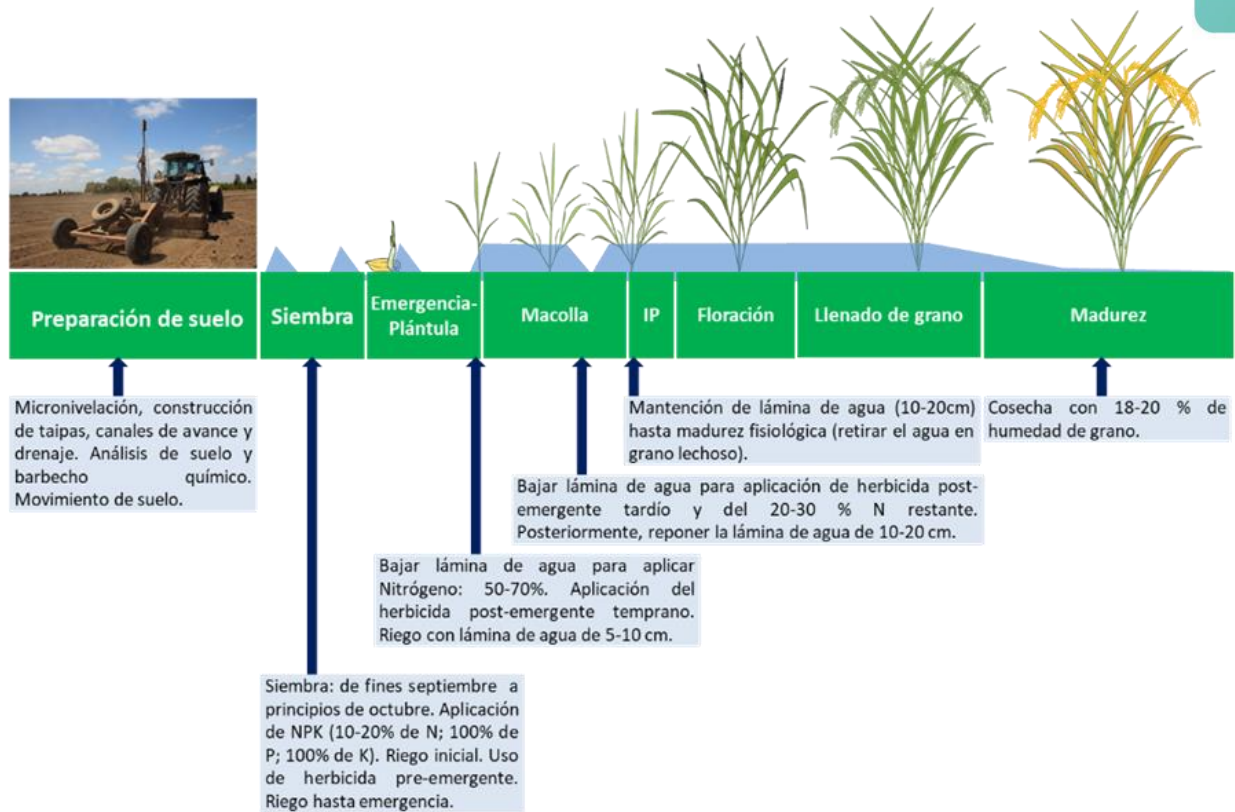 Preparación de suelo
Siembra
Emergencia-
Plántula
Macolla
IP
Floración
Llenado de grano
Madurez
Micronivelación, construcción
de taipas, canales de avance y
drenaje. Análisis de suelo y
barbecho químico.
Movimiento de suelo.
Mantención de lámina de agua (10-20cm)
hasta madurez fisiológica (retirar el agua en
grano lechoso).
Cosecha con 18-20 % de
humedad de grano.
Bajar lámina de agua para aplicación de herbicida post-
emergente tardío y del 20-30 % N restante.
Posteriormente, reponer la lámina de agua de 10-20 cm.
Bajar lámina de agua para aplicar
Nitrógeno: 50-70%. Aplicación del
herbicida post-emergente temprano.
Riego con lámina de agua de 5-10 cm.
Siembra: de fines septiembre a
principios de octubre. Aplicación
de NPK (10-20% de N; 100% de
P; 100% de K). Riego inicial. Uso
de herbicida pre-emergente.
Riego hasta emergencia.